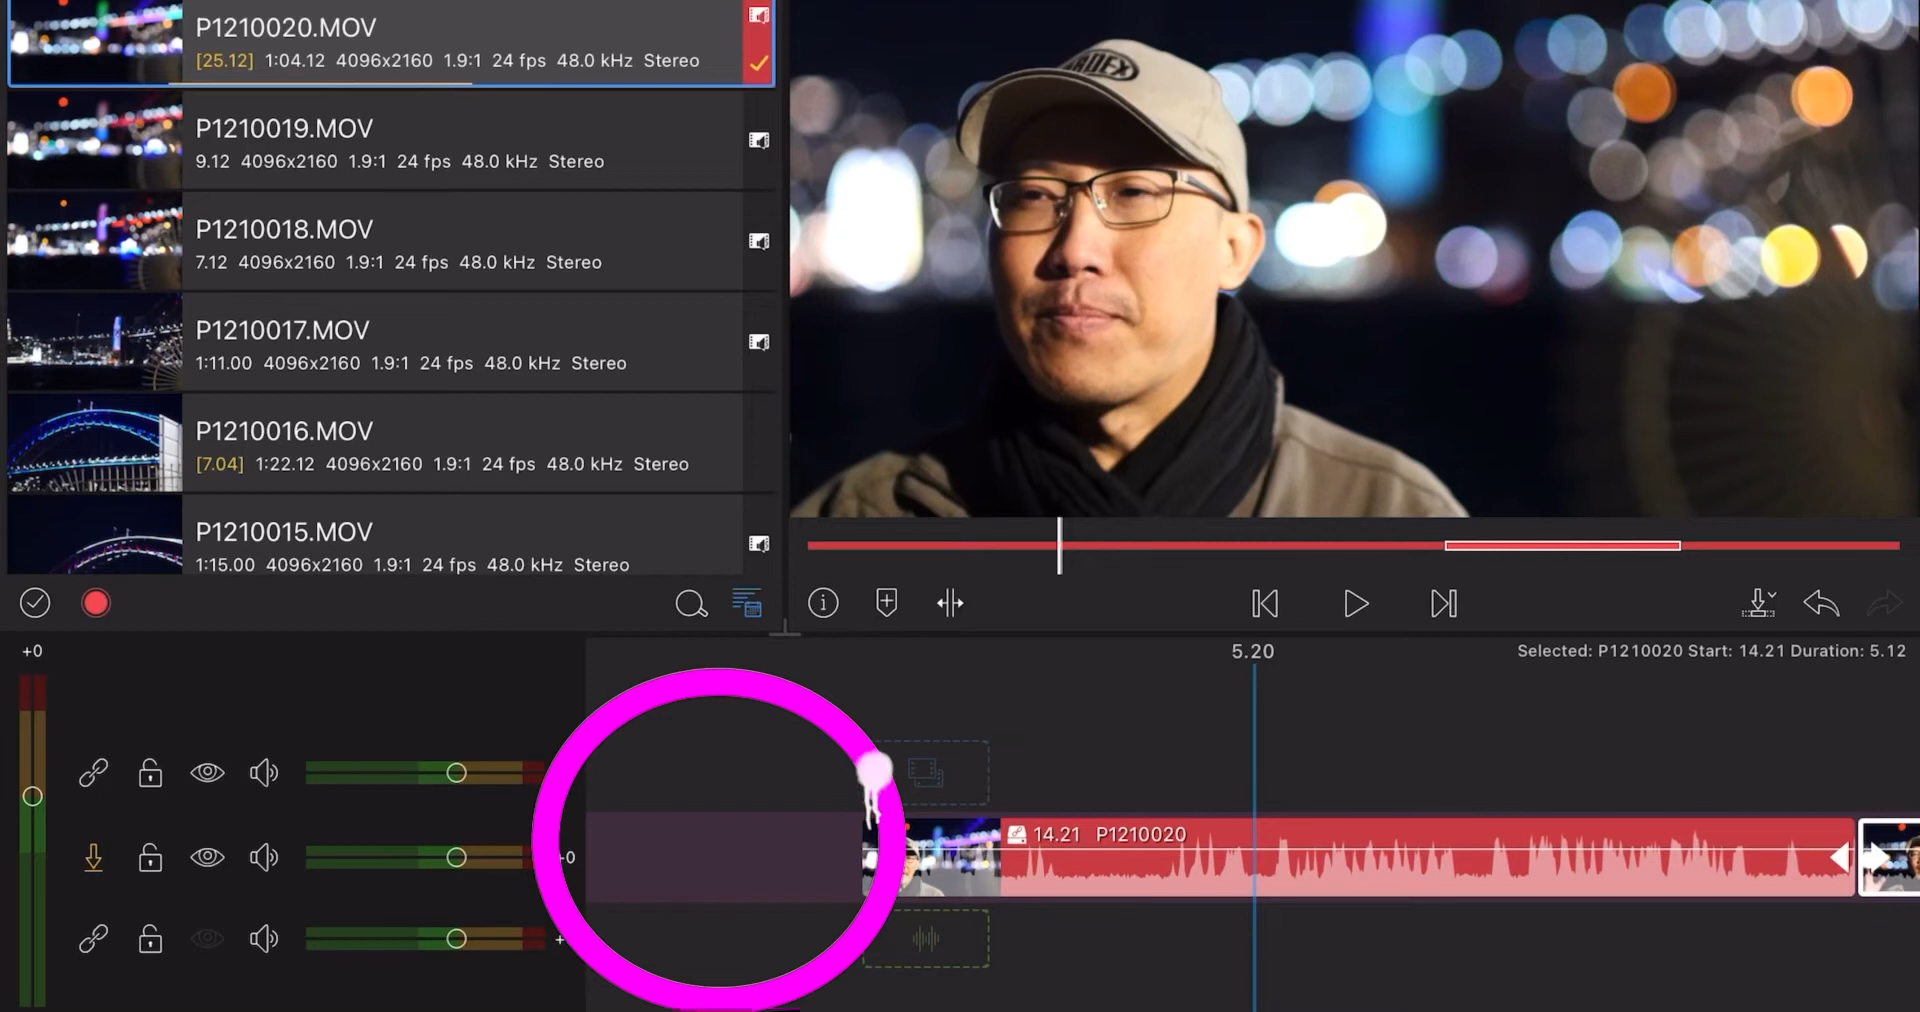 P1210020.MOV
[25.12] 1:04.12 4096x2160 1.9:1 24 fps 48.0 kHz Stereo
P1210019.MOV
9.12 4096x2160 1.9:1 24 fps 48.0 kHz Stereo
P1210018.MOV
7.12 4096x2160 1.9:1 24 fps 48.0 kHz Stereo
P1210017.MOV
1:11.00 4096x2160 1.9:1 24 fps 48.0 kHz Stereo
P1210016.MOV
[7.04] 1:22.12 4096x2160 1.9:1 24 fps 48.0 kHz Stereo
P1210015.MOV
1:15.00 4096x2160 1.9:1 24 fps 48.0 kHz Stereo
+0
5.20
Selected: P1210020 Start: 14.21 Duration: 5.12
14.21 P1210020